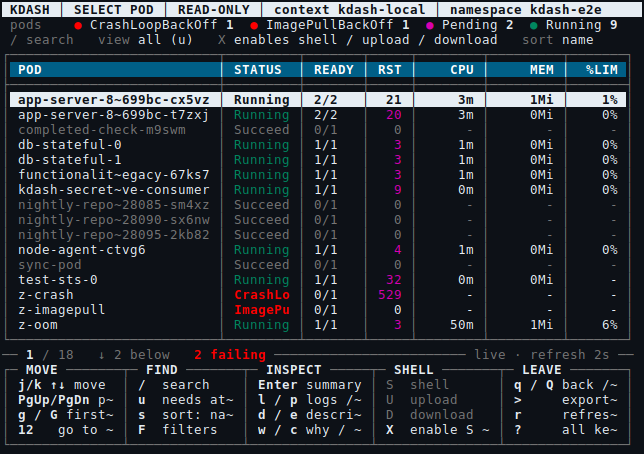 KDASH SELECT POD READ-ONLY context kdash-local namespace kdash-e2e
pods ● CrashLoopBackOff 1 ● ImagePullBackOff 1 ● Pending 2 ● Running 9
/ search view all (u) X enables shell / upload / download sort name
POD STATUS READY RST CPU MEM %LIM
app-server-8~699bc-cx5vz Running 2/2 21 3m 1Mi 1%
app-server-8~699bc-t7zxj Running 2/2 20 3m 0Mi 0%
completed-check-m9swm Succeed 0/1 0 - - -
db-stateful-0 Running 1/1 3 1m 0Mi 0%
db-stateful-1 Running 1/1 3 1m 0Mi 0%
functionalit~egacy-67ks7 Running 1/1 3 1m 0Mi 0%
kdash-secret~ve-consumer Running 1/1 9 0m 0Mi 0%
nightly-repo~28085-sm4xz Succeed 0/1 0 - - -
nightly-repo~28090-sx6nw Succeed 0/1 0 - - -
nightly-repo~28095-2kb82 Succeed 0/1 0 - - -
node-agent-ctvg6 Running 1/1 4 1m 0Mi 0%
sync-pod Succeed 0/1 0 - - -
test-sts-0 Running 1/1 32 0m 0Mi -
z-crash CrashLo 0/1 529 - - -
z-imagepull ImagePu 0/1 0 - - -
z-oom Running 1/1 3 50m 1Mi 6%
1 / 18 ↓ 2 below 2 failing live · refresh 2s
MOVE FIND INSPECT SHELL LEAVE
j/k ↑↓ move / search Enter summary S shell q / Q back /~
PgUp/PgDn p~ u needs at~ l / p logs /~ U upload > export~
g / G first~ s sort: na~ d / e descri~ D download r refres~
12 go to ~ F filters w / c why / ~ X enable S ~ ? all ke~